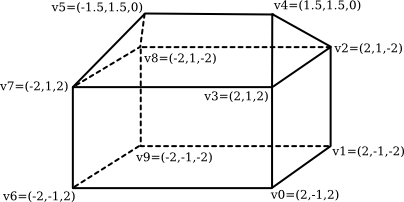 v5=(-1.5,1.5,0)
v4=(1.5,1.5,0)
v8=(-2,1,-2)
v2=(2,1,-2)
v7=(-2,1,2)
v3=(2,1,2)
v9=(-2,-1,-2)
v1=(2,-1,-2)
v6=(-2,-1,2)
v0=(2,-1,2)